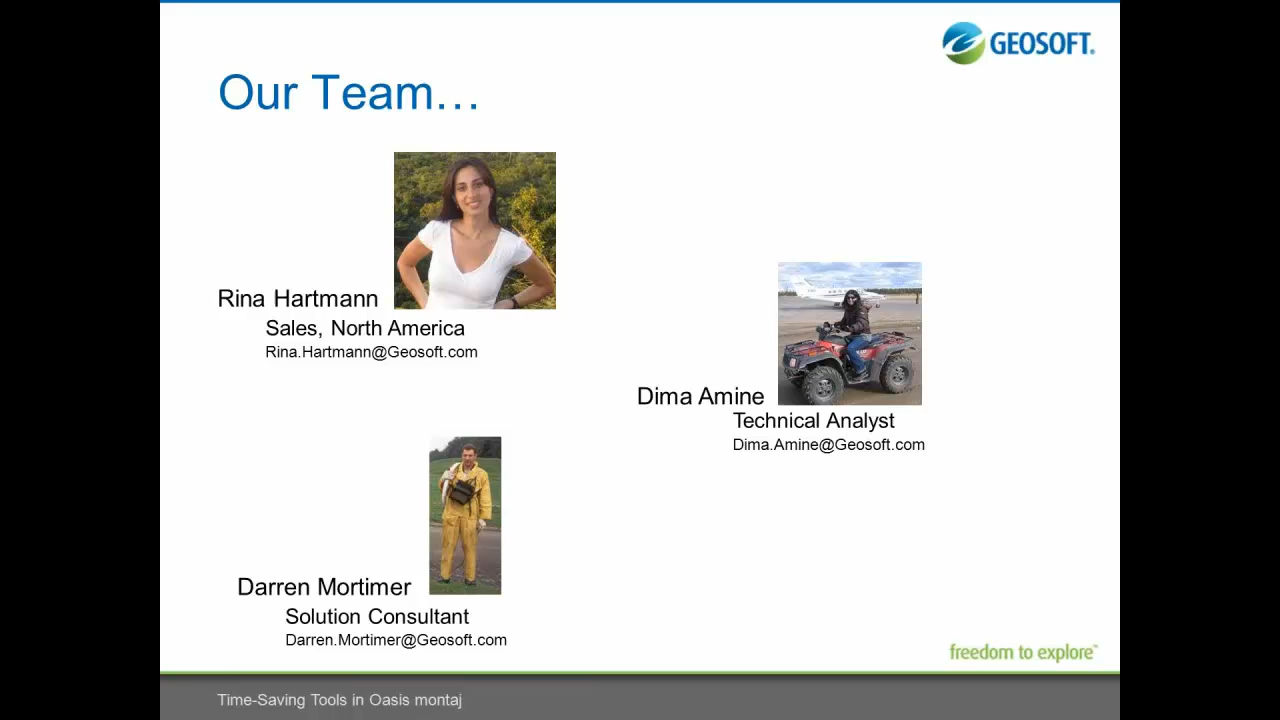 GEOSOFT®
Our Team…
Rina Hartmann
Sales, North America
Rina.Hartmann@Geosoft.com
Dima Amine
Technical Analyst
Dima.Amine@Geosoft.com
Darren Mortimer
Solution Consultant
Darren.Mortimer@Geosoft.com
freedom to explore™
Time-Saving Tools in Oasis montaj